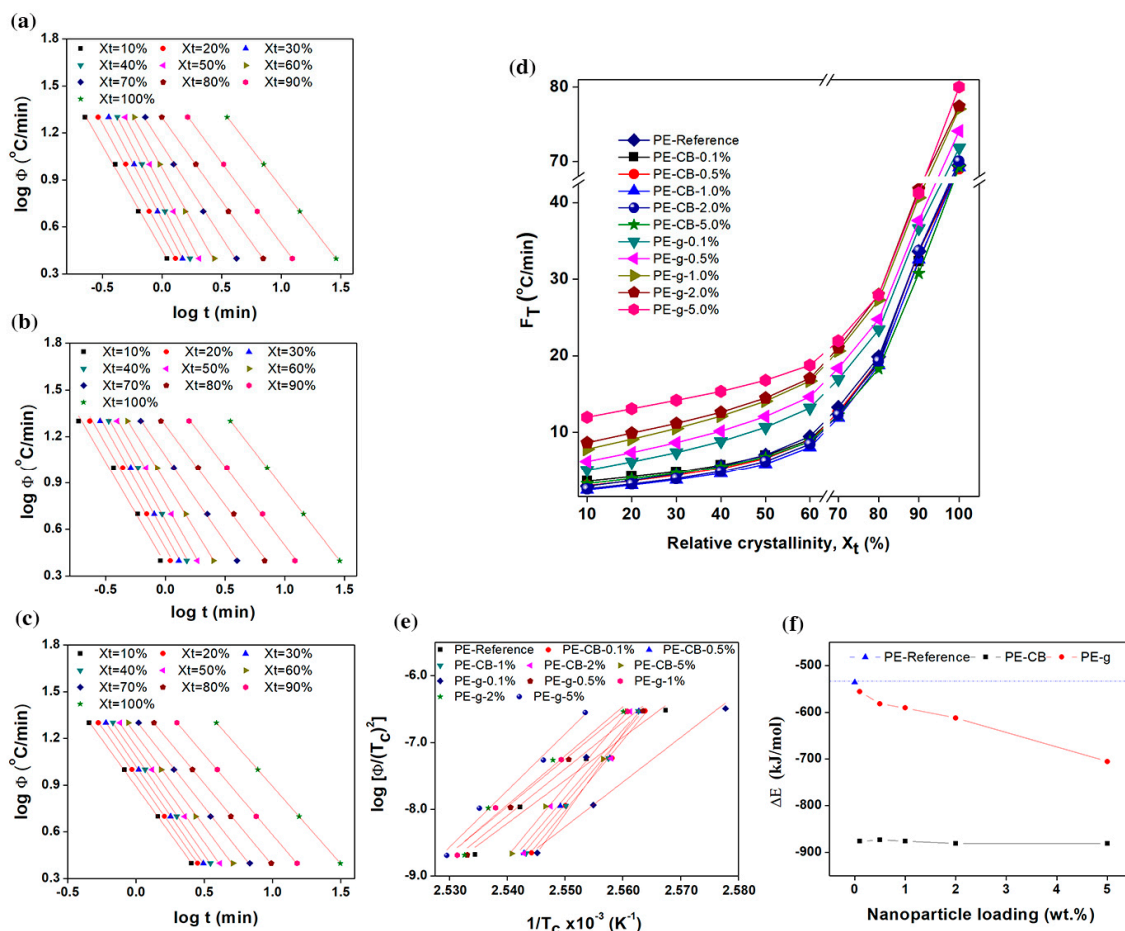 (a)
Xt=10% Xt=20% Xt=30%
Xt=40% Xt=50% Xt=60%
Xt=70% Xt=80% Xt=90%
Xt=100%
log Φ (°C/min)
1.8
1.5
1.2
0.9
0.6
0.3
-0.5 0.0 0.5 1.0 1.5
log t (min)
(b)
Xt=10% Xt=20% Xt=30%
Xt=40% Xt=50% Xt=60%
Xt=70% Xt=80% Xt=90%
Xt=100%
log Φ (°C/min)
1.8
1.5
1.2
0.9
0.6
0.3
-0.5 0.0 0.5 1.0 1.5
log t (min)
(c)
Xt=10% Xt=20% Xt=30%
Xt=40% Xt=50% Xt=60%
Xt=70% Xt=80% Xt=90%
Xt=100%
log Φ (°C/min)
1.8
1.5
1.2
0.9
0.6
0.3
-0.5 0.0 0.5 1.0 1.5
log t (min)
(d)
PE-Reference
PE-CB-0.1%
PE-CB-0.5%
PE-CB-1.0%
PE-CB-2.0%
PE-CB-5.0%
PE-g-0.1%
PE-g-0.5%
PE-g-1.0%
PE-g-2.0%
PE-g-5.0%
F_T (°C/min)
80
70
40
30
20
10
10 20 30 40 50 60 70 80 90 100
Relative crystallinity, X_t (%)
(e)
PE-Reference PE-CB-0.1% PE-CB-0.5%
PE-CB-1% PE-CB-2% PE-CB-5%
PE-g-0.1% PE-g-0.5% PE-g-1%
PE-g-2% PE-g-5%
log [Φ/(T_C)²]
-6.0
-7.0
-8.0
-9.0
2.530 2.540 2.550 2.560 2.570 2.580
1/T_C x10⁻³ (K⁻¹)
(f)
PE-Reference PE-CB PE-g
ΔE (kJ/mol)
-500
-600
-700
-800
-900
0 1 2 3 4 5
Nanoparticle loading (wt.%)